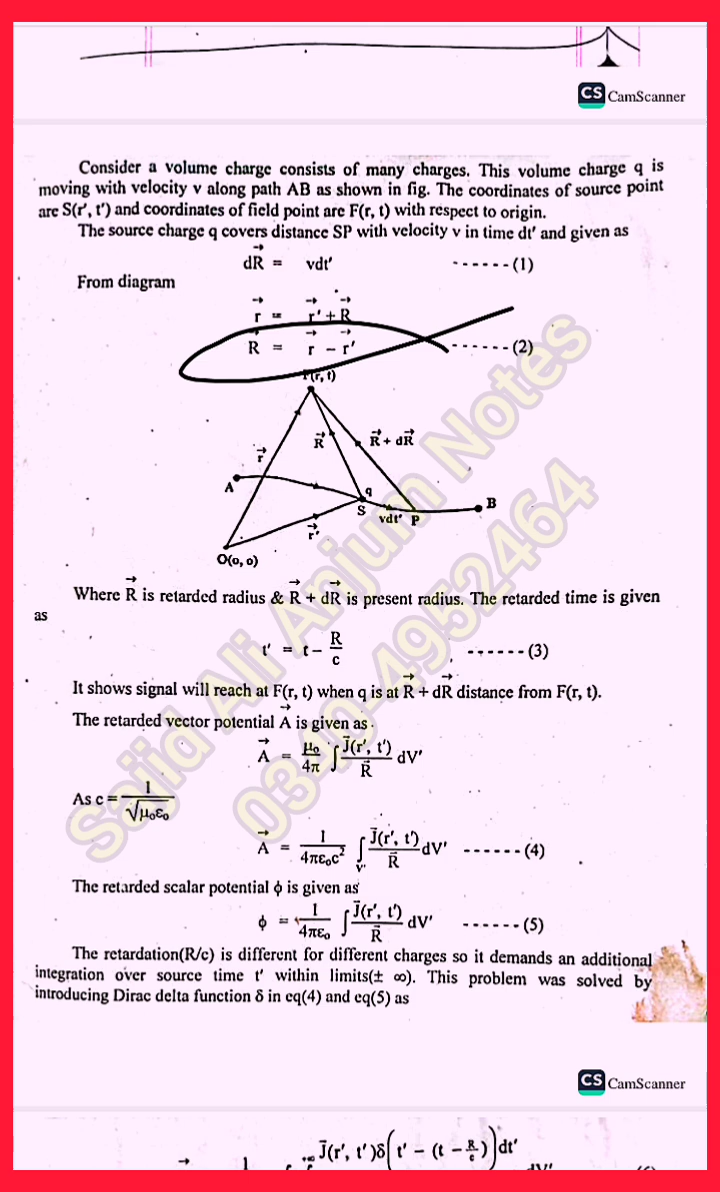 CS CamScanner
Consider a volume charge consists of many charges. This volume charge q is
moving with velocity v along path AB as shown in fig. The coordinates of source point
are S(r', t') and coordinates of field point are F(r, t) with respect to origin.
The source charge q covers distance SP with velocity v in time dt' and given as
dR⃗ = vdt' ------(1)
From diagram
r⃗ = r⃗' + R⃗
R⃗ = r⃗ − r⃗' ------(2)
F(r, t)
r⃗ R⃗ R⃗ + dR⃗
A q B
S vdt' P
r⃗'
O(o, o)
Where R⃗ is retarded radius & R⃗ + dR⃗ is present radius. The retarded time is given
as
t' = t − R/c ------(3)
It shows signal will reach at F(r, t) when q is at R⃗ + dR⃗ distance from F(r, t).
The retarded vector potential A⃗ is given as
A⃗ = μ₀/4π ∫ J̄(r', t')/R̄ dV'
As c = 1/√μ₀ε₀
A⃗ = 1/4πε₀c² ∫V' J̄(r', t')/R̄ dV' ------(4)
The retarded scalar potential ϕ is given as
ϕ = 1/4πε₀ ∫ J̄(r', t')/R̄ dV' ------(5)
The retardation(R/c) is different for different charges so it demands an additional
integration over source time t' within limits(± ∞). This problem was solved by
introducing Dirac delta function δ in eq(4) and eq(5) as
Sajid Ali Anjum Notes
0340-4952464
CS CamScanner
J̄(r', t')δ(t' − (t − R/c))dt'